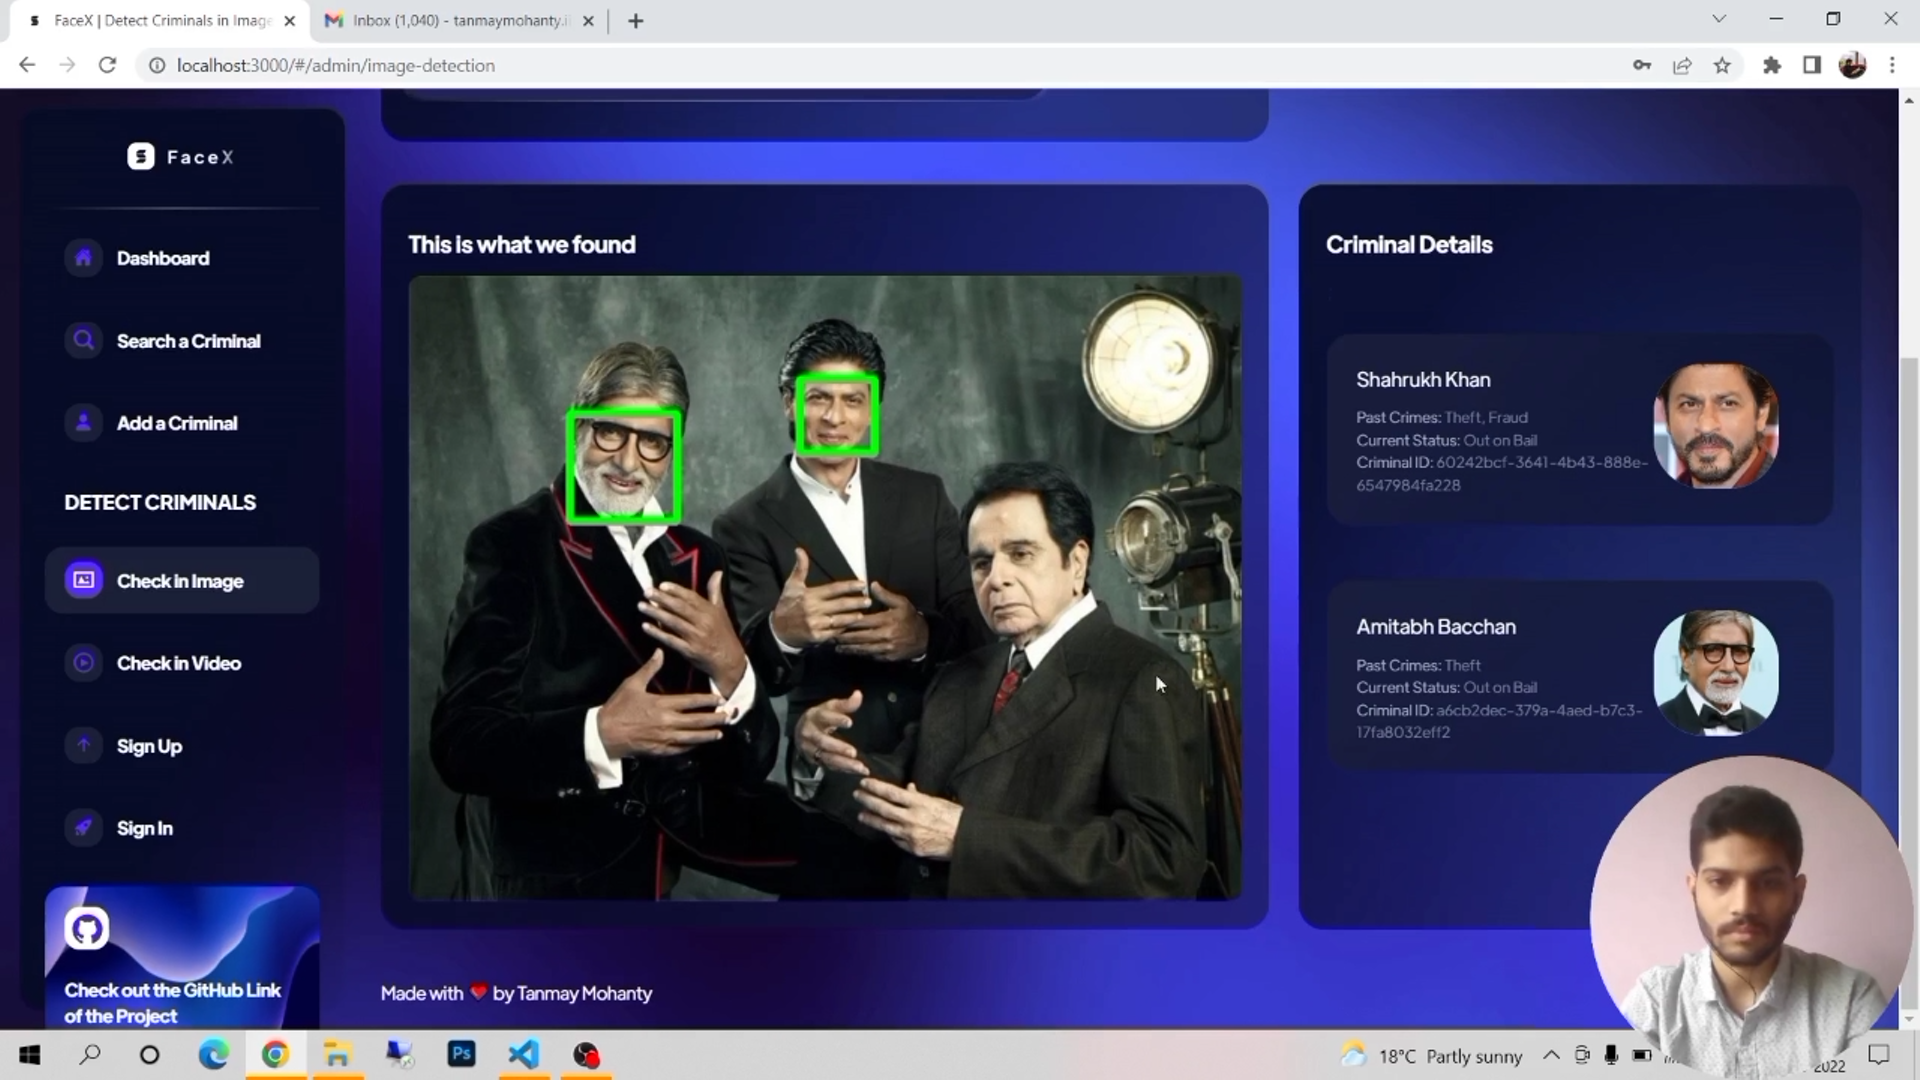 FaceX | Detect Criminals in Image
Inbox (1,040) - tanmaymohanty.i
localhost:3000/#/admin/image-detection
FaceX
Dashboard
Search a Criminal
Add a Criminal
DETECT CRIMINALS
Check in Image
Check in Video
Sign Up
Sign In
Check out the GitHub Link
of the Project
This is what we found
Criminal Details
Shahrukh Khan
Past Crimes: Theft, Fraud
Current Status: Out on Bail
Criminal ID: 60242bcf-3641-4b43-888e-
6547984fa228
Amitabh Bacchan
Past Crimes: Theft
Current Status: Out on Bail
Criminal ID: a6cb2dec-379a-4aed-b7c3-
17fa8032eff2
Made with ❤ by Tanmay Mohanty
Ps
18°C Partly sunny
2022